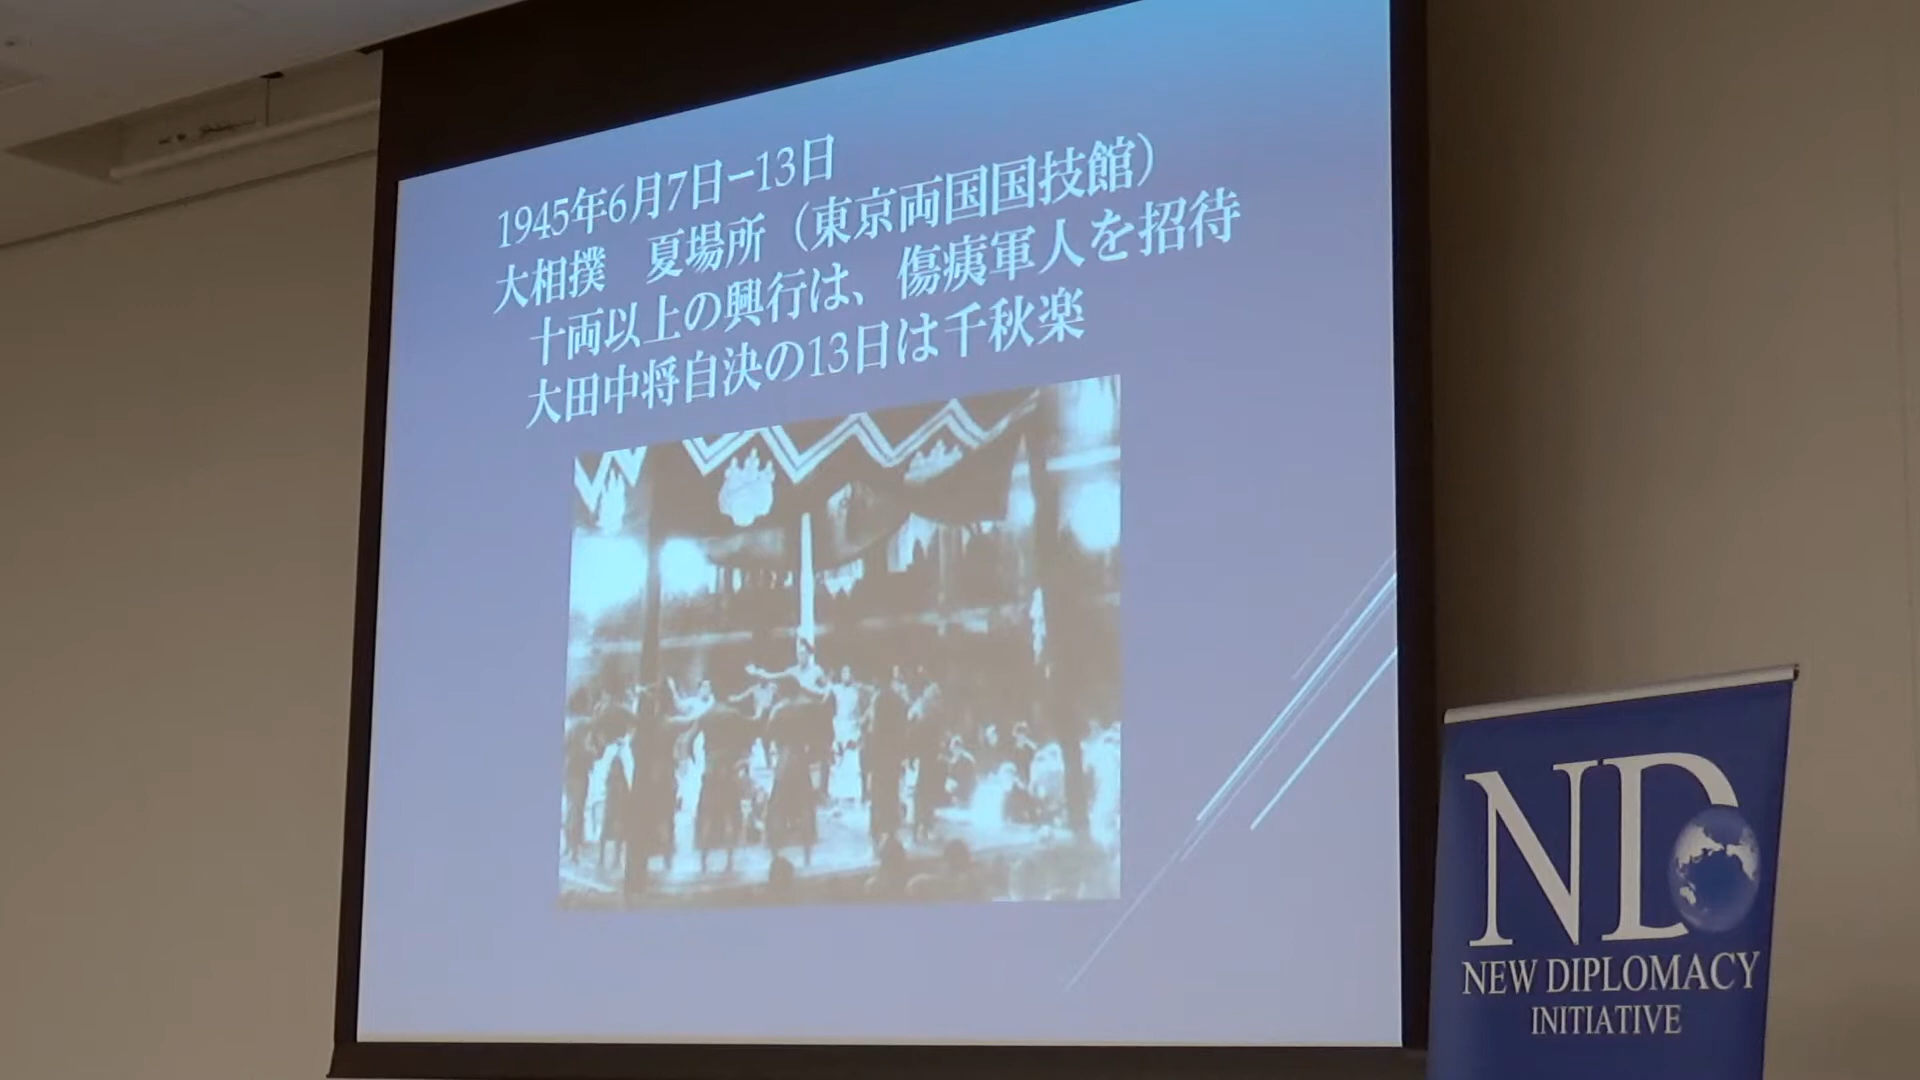 1945年6月7日−13日
大相撲　夏場所（東京両国国技館）
十両以上の興行は、傷痍軍人を招待
大田中将自決の13日は千秋楽
ND
NEW DIPLOMACY
INITIATIVE